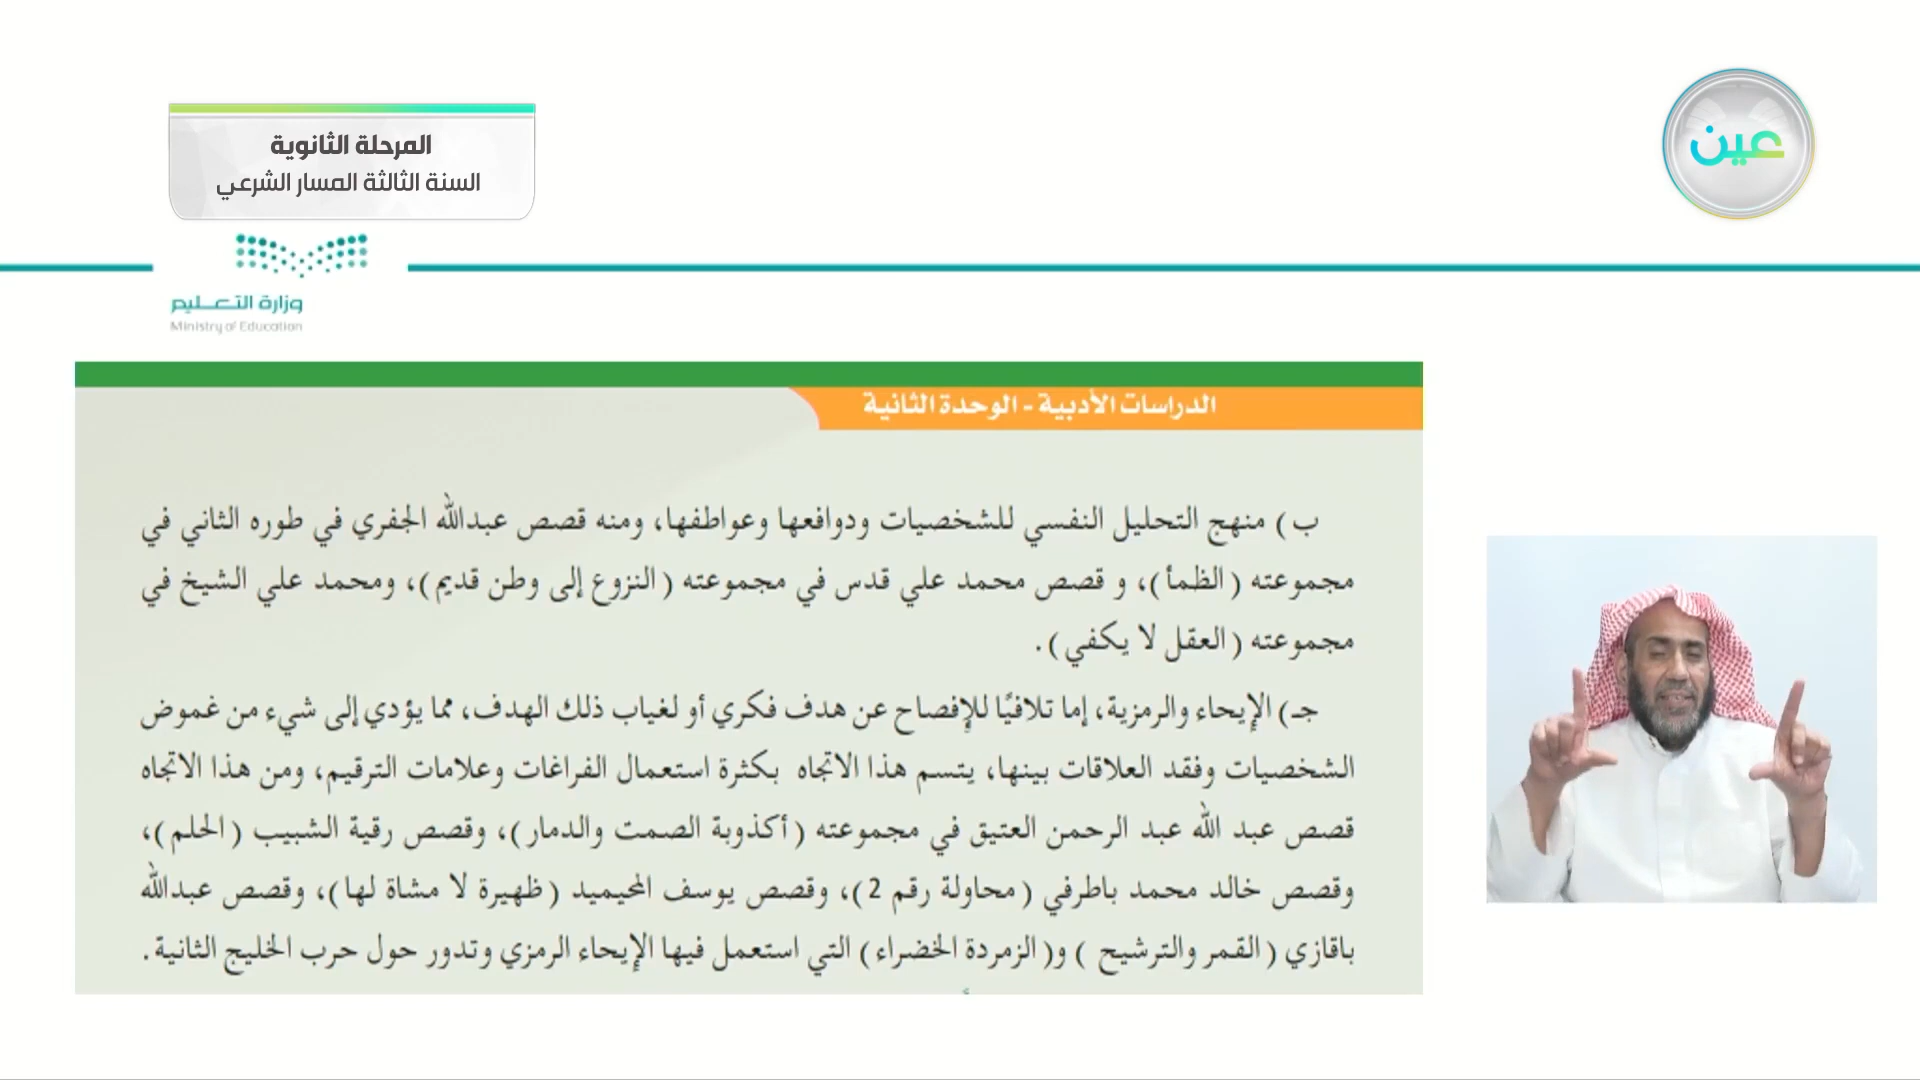 المرحلة الثانوية
السنة الثالثة المسار الشرعي
عين
وزارة التعليم
Ministry of Education
الدراسات الأدبية - الوحدة الثانية
ب) منهج التحليل النفسي للشخصيات ودوافعها وعواطفها، ومنه قصص عبدالله الجفري في طوره الثاني في
مجموعته (الظمأ)، و قصص محمد علي قدس في مجموعته (النزوع إلى وطن قديم)، ومحمد علي الشيخ في
مجموعته (العقل لا يكفي).
جـ) الإيحاء والرمزية، إما تلافيًا للإفصاح عن هدف فكري أو لغياب ذلك الهدف، مما يؤدي إلى شيء من غموض
الشخصيات وفقد العلاقات بينها، يتسم هذا الاتجاه بكثرة استعمال الفراغات وعلامات الترقيم، ومن هذا الاتجاه
قصص عبد الله عبد الرحمن العتيق في مجموعته (أكذوبة الصمت والدمار)، وقصص رقية الشبيب (الحلم)،
وقصص خالد محمد باطرفي (محاولة رقم 2)، وقصص يوسف المحيميد (ظهيرة لا مشاة لها)، وقصص عبدالله
باقازي (القمر والترشيح ) و(الزمردة الخضراء) التي استعمل فيها الإيحاء الرمزي وتدور حول حرب الخليج الثانية.